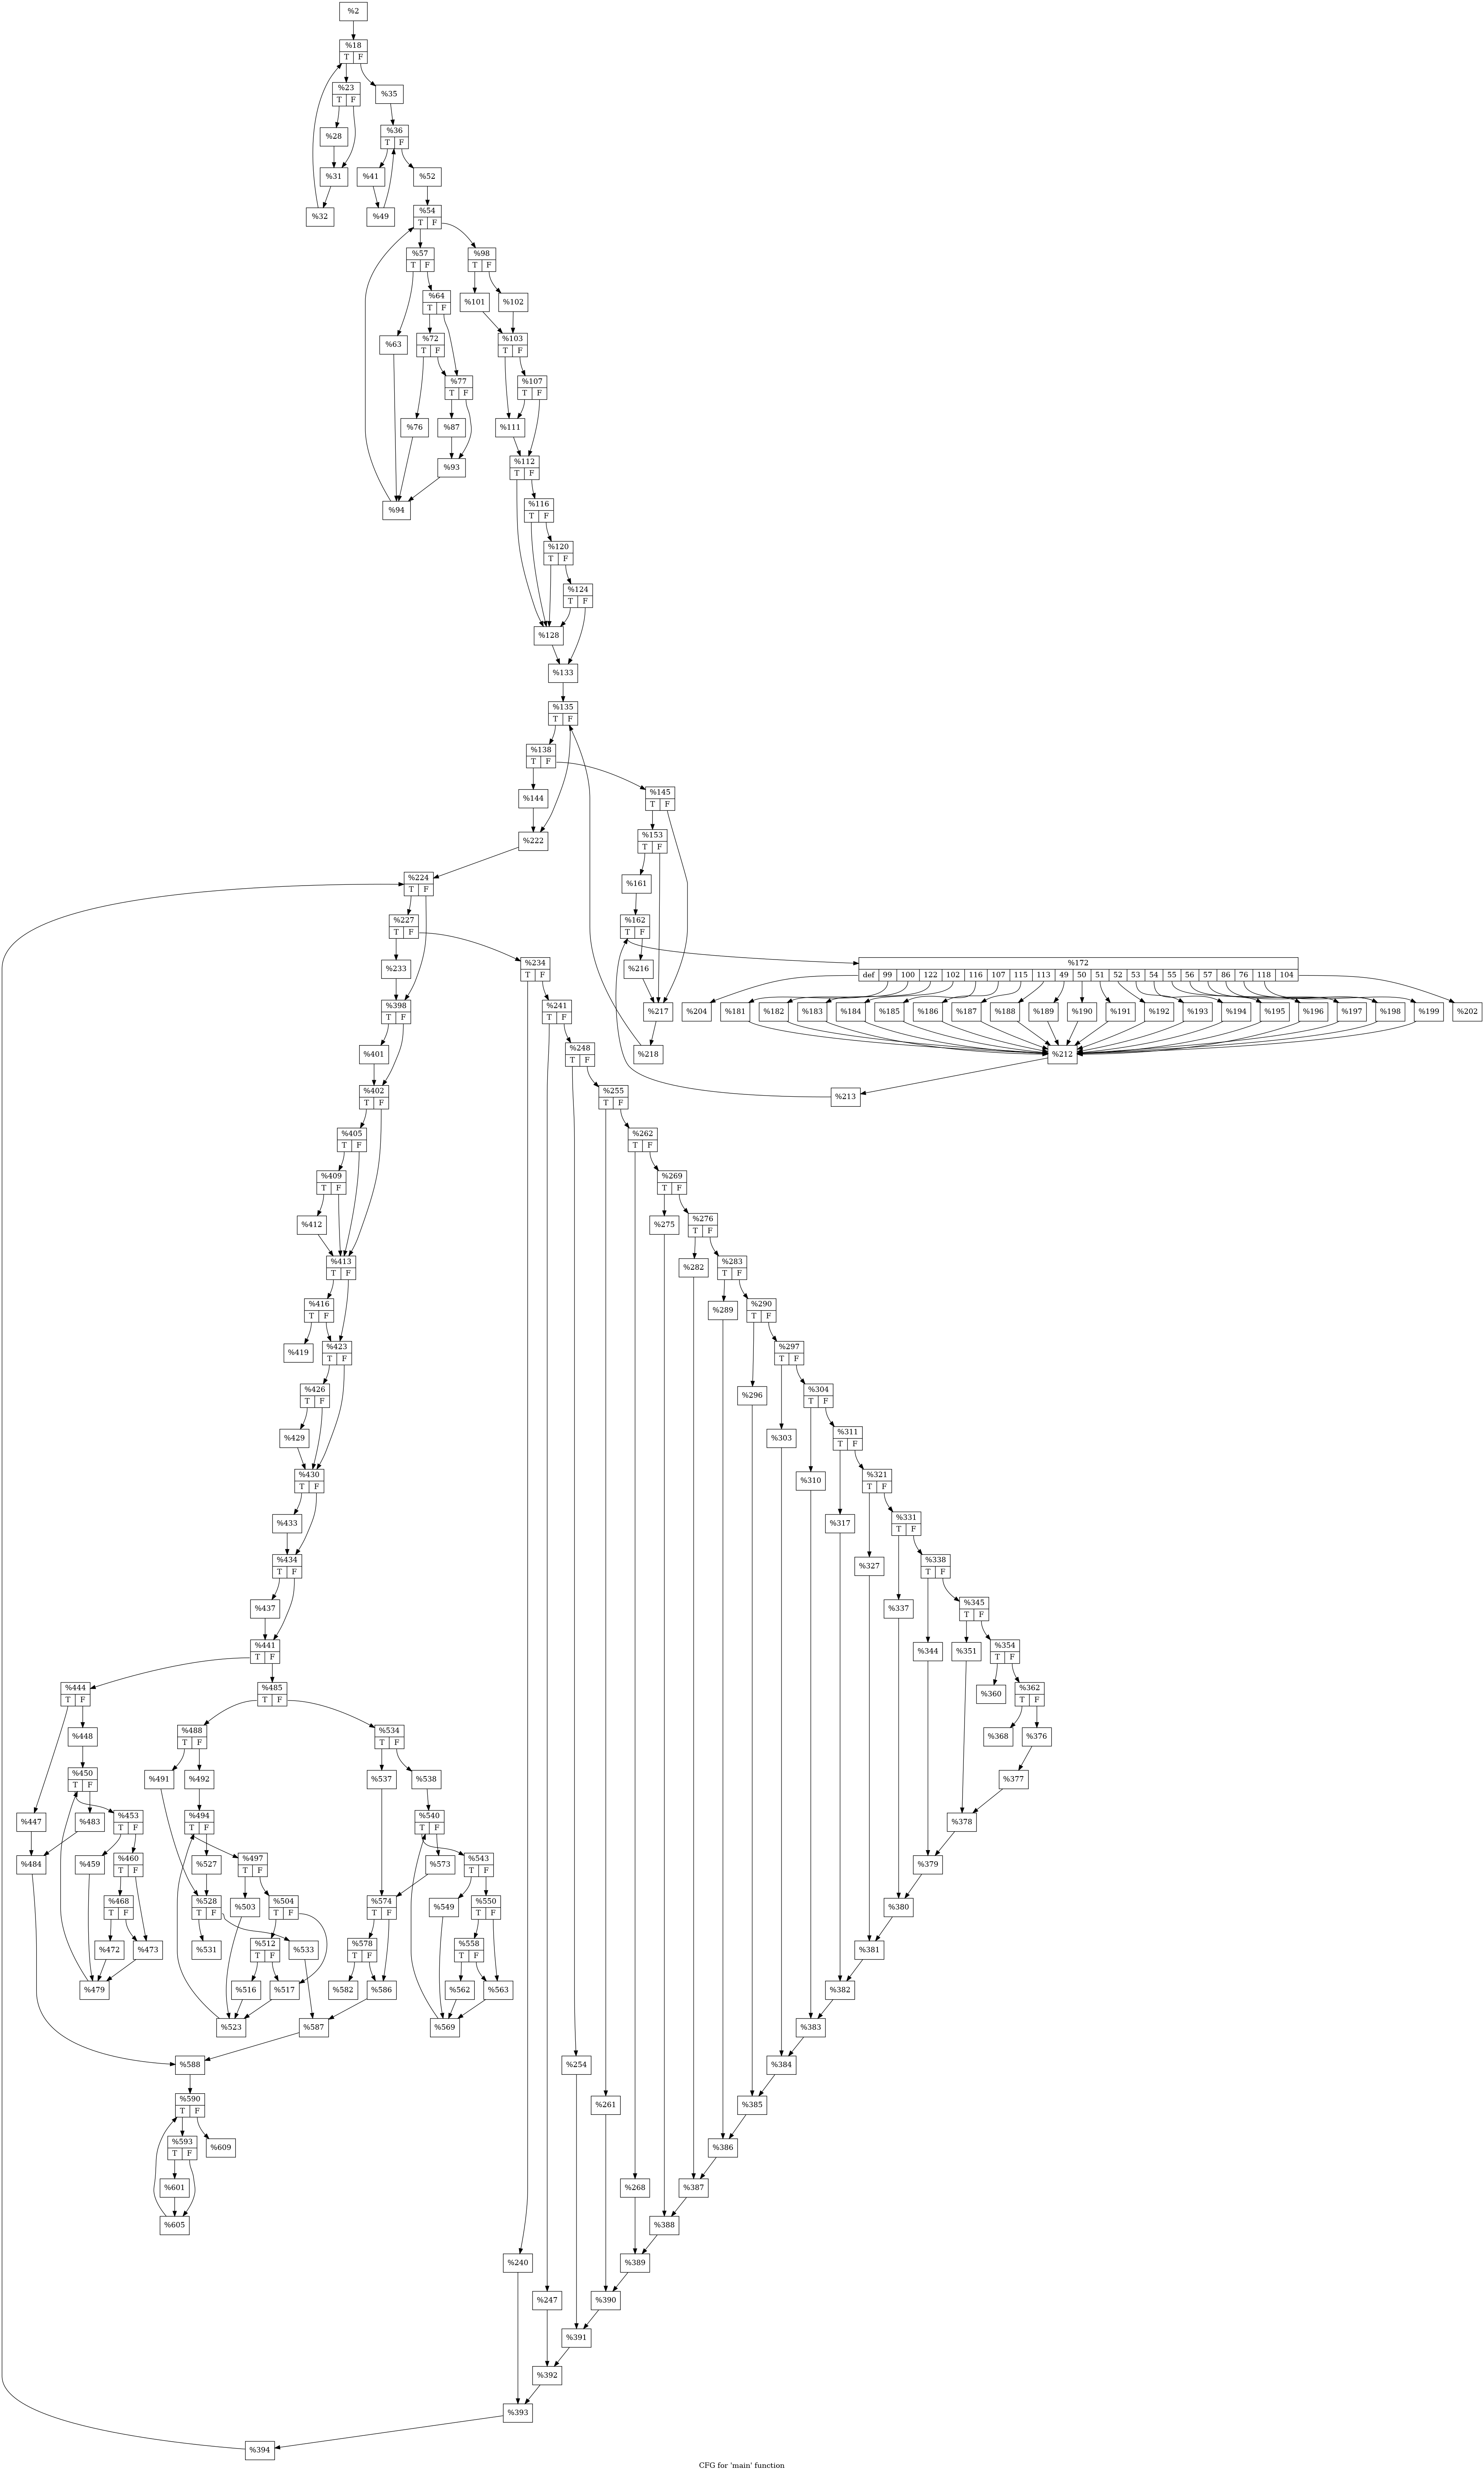 %2
%18
T F
%23
T F
%35
%28
%36
T F
%31
%41
%52
%32
%49
%54
T F
%57
T F
%98
T F
%64
T F
%101
%102
%63
%72
T F
%103
T F
%77
T F
%107
T F
%76
%87
%111
%93
%112
T F
%94
%116
T F
%120
T F
%124
T F
%128
%133
%135
T F
%138
T F
%144
%145
T F
%222
%153
T F
%224
T F
%161
%227
T F
%162
T F
%233
%234
T F
%216
%172
def 99 100 122 102 116 107 115 113 49 50 51 52 53 54 55 56 57 86 76 118 104
%398
T F
%241
T F
%217
%204
%181
%182
%183
%184
%185
%186
%187
%188
%189
%190
%191
%192
%193
%194
%195
%196
%197
%198
%199
%202
%401
%248
T F
%218
%212
%402
T F
%255
T F
%213
%405
T F
%262
T F
%409
T F
%269
T F
%412
%275
%276
T F
%413
T F
%282
%283
T F
%416
T F
%289
%290
T F
%419
%423
T F
%297
T F
%426
T F
%296
%304
T F
%429
%303
%311
T F
%430
T F
%310
%321
T F
%433
%317
%331
T F
%434
T F
%327
%338
T F
%437
%337
%345
T F
%441
T F
%344
%351
%354
T F
%444
T F
%485
T F
%360
%362
T F
%448
%488
T F
%534
T F
%368
%376
%450
T F
%491
%492
%537
%538
%377
%447
%483
%453
T F
%494
T F
%540
T F
%378
%484
%459
%460
T F
%527
%497
T F
%573
%543
T F
%379
%468
T F
%528
T F
%503
%504
T F
%574
T F
%549
%550
T F
%380
%472
%473
%531
%533
%512
T F
%578
T F
%558
T F
%381
%479
%516
%517
%582
%586
%562
%563
%382
%523
%587
%569
%383
%588
%254
%384
%590
T F
%261
%385
%593
T F
%609
%386
%601
%268
%387
%605
%388
%240
%389
%247
%390
%391
%392
%393
%394
CFG for 'main' function